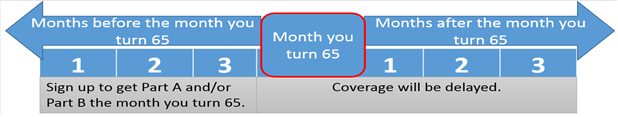 Months before the month you
turn 65
Month you
turn 65
Months after the month you
turn 65
1 2 3
1 2 3
Sign up to get Part A and/or
Part B the month you turn 65.
Coverage will be delayed.